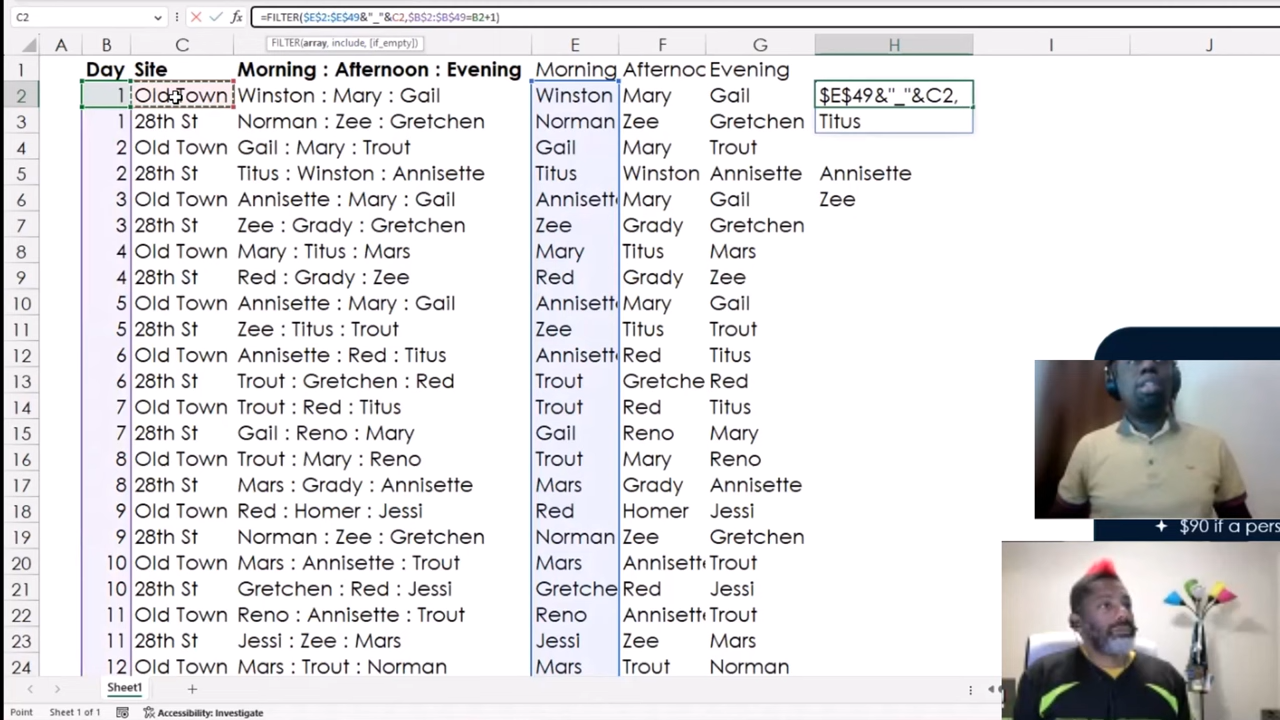 C2 fx =FILTER($E$2:$E$49&"_"&C2,$B$2:$B$49=B2+1)
FILTER(array, include, [if_empty])
A B C E F G H I J
1 Day Site Morning : Afternoon : Evening Morning Afternoc Evening
2 1 Old Town Winston : Mary : Gail Winston Mary Gail $E$49&"_"&C2,
3 1 28th St Norman : Zee : Gretchen Norman Zee Gretchen Titus
4 2 Old Town Gail : Mary : Trout Gail Mary Trout
5 2 28th St Titus : Winston : Annisette Titus Winston Annisette Annisette
6 3 Old Town Annisette : Mary : Gail Annisett Mary Gail Zee
7 3 28th St Zee : Grady : Gretchen Zee Grady Gretchen
8 4 Old Town Mary : Titus : Mars Mary Titus Mars
9 4 28th St Red : Grady : Zee Red Grady Zee
10 5 Old Town Annisette : Mary : Gail Annisett Mary Gail
11 5 28th St Zee : Titus : Trout Zee Titus Trout
12 6 Old Town Annisette : Red : Titus Annisett Red Titus
13 6 28th St Trout : Gretchen : Red Trout Gretche Red
14 7 Old Town Trout : Red : Titus Trout Red Titus
15 7 28th St Gail : Reno : Mary Gail Reno Mary
16 8 Old Town Trout : Mary : Reno Trout Mary Reno
17 8 28th St Mars : Grady : Annisette Mars Grady Annisette
18 9 Old Town Red : Homer : Jessi Red Homer Jessi
19 9 28th St Norman : Zee : Gretchen Norman Zee Gretchen
20 10 Old Town Mars : Annisette : Trout Mars Annisett Trout
21 10 28th St Gretchen : Red : Jessi Gretche Red Jessi
22 11 Old Town Reno : Annisette : Trout Reno Annisett Trout
23 11 28th St Jessi : Zee : Mars Jessi Zee Mars
24 12 Old Town Mars : Trout : Norman Mars Trout Norman
$90 if a pers
Sheet1
Point Sheet 1 of 1 Accessibility: Investigate